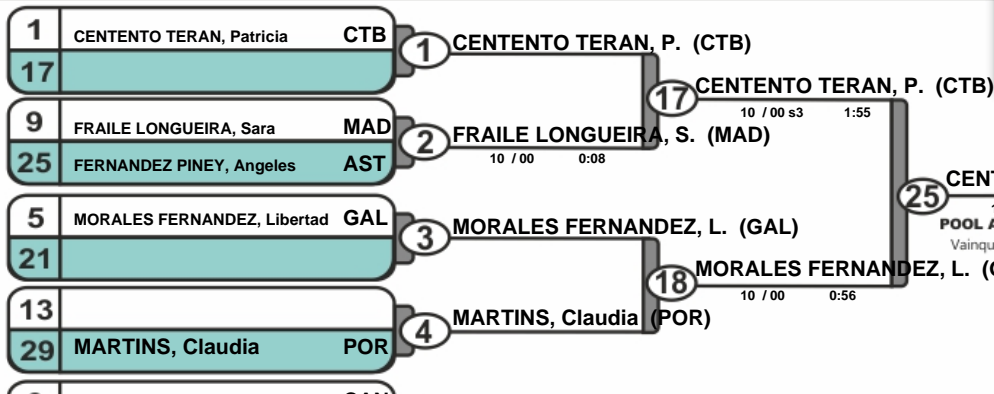 1 CENTENTO TERAN, Patricia CTB
17
1 CENTENTO TERAN, P. (CTB)
9 FRAILE LONGUEIRA, Sara MAD
25 FERNANDEZ PINEY, Angeles AST
2 FRAILE LONGUEIRA, S. (MAD)
10 / 00 0:08
17 CENTENTO TERAN, P. (CTB)
10 / 00 s3 1:55
5 MORALES FERNANDEZ, Libertad GAL
21
3 MORALES FERNANDEZ, L. (GAL)
13
29 MARTINS, Claudia POR
4 MARTINS, Claudia (POR)
18 MORALES FERNANDEZ, L.
10 / 00 0:56
25
POOL A